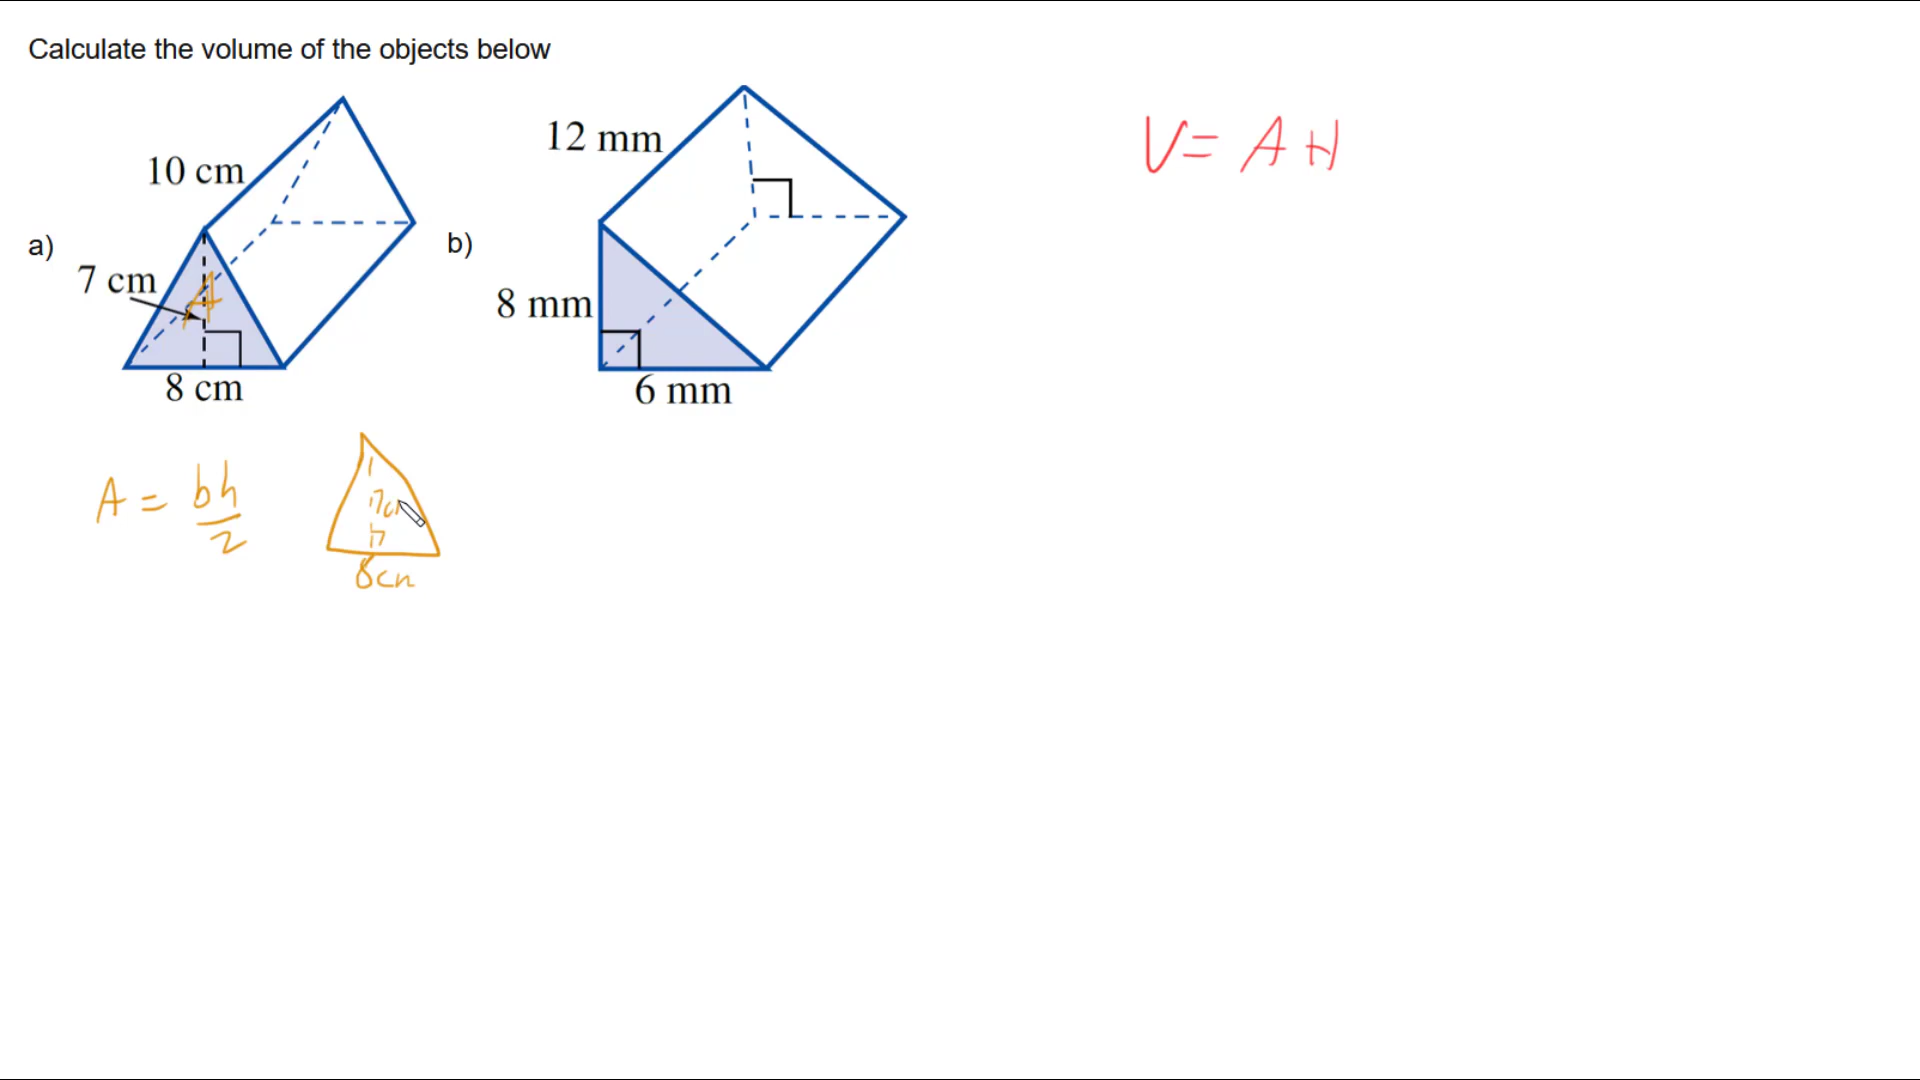 Calculate the volume of the objects below
a)
10 cm
7 cm
A
8 cm
b)
12 mm
8 mm
6 mm
V = A H
A = bh/2
7cm
8cm